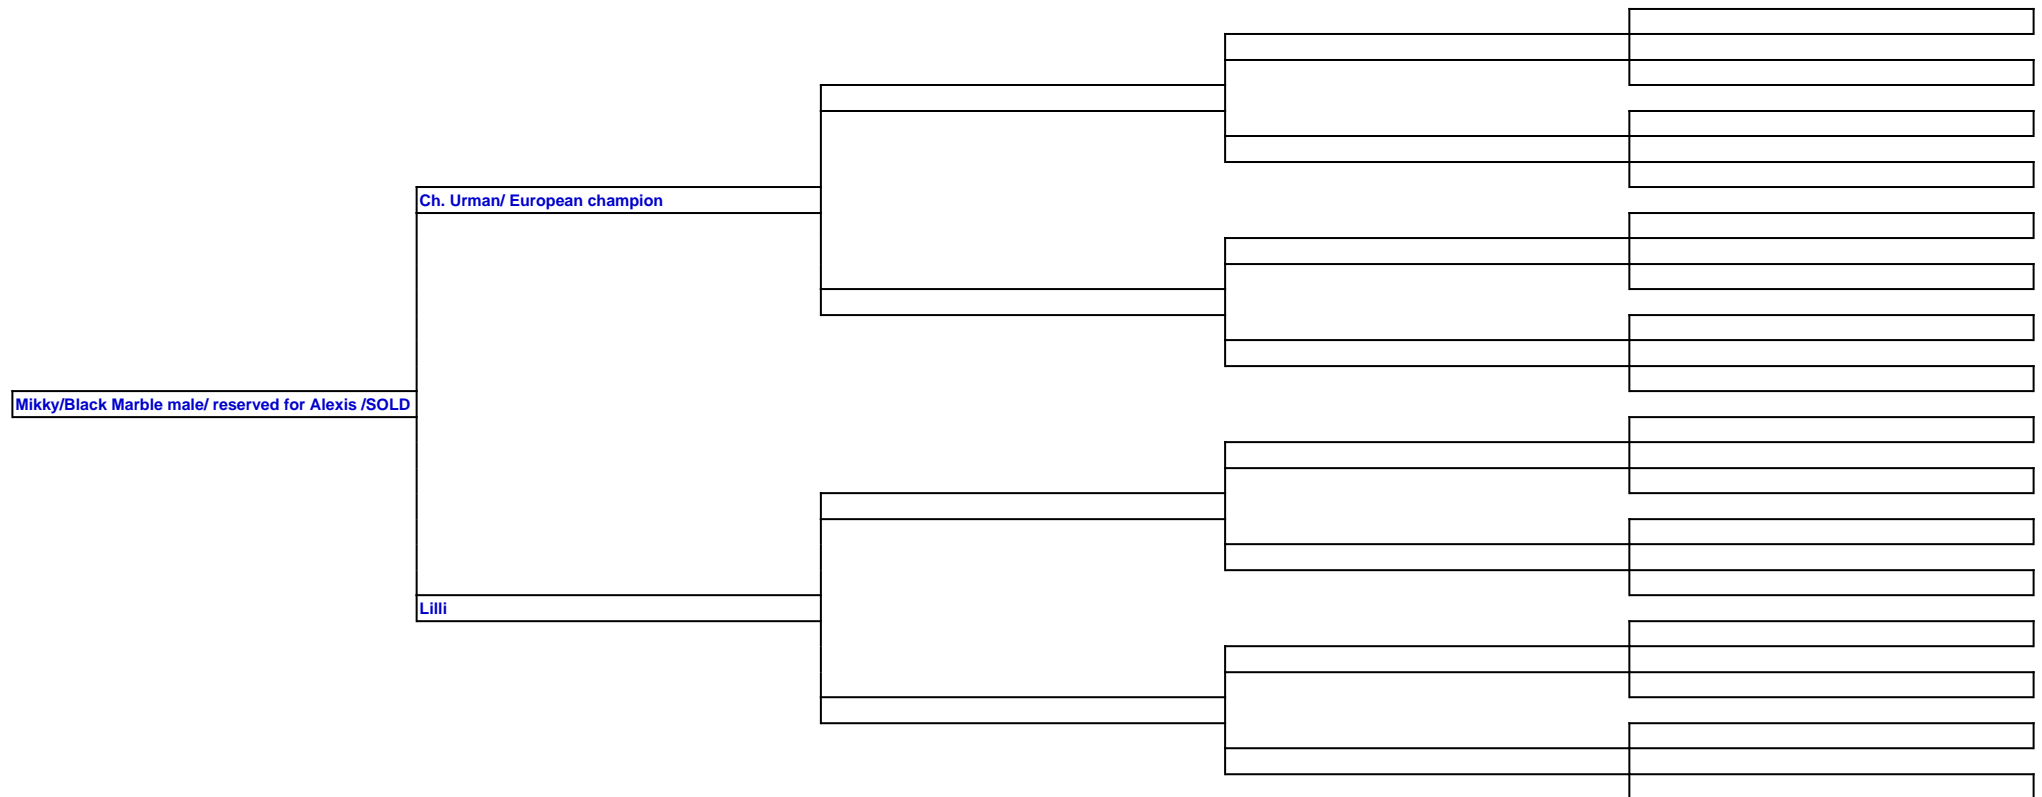 Ch. Urman/ European champion
Mikky/Black Marble male/ reserved for Alexis /SOLD
Lilli